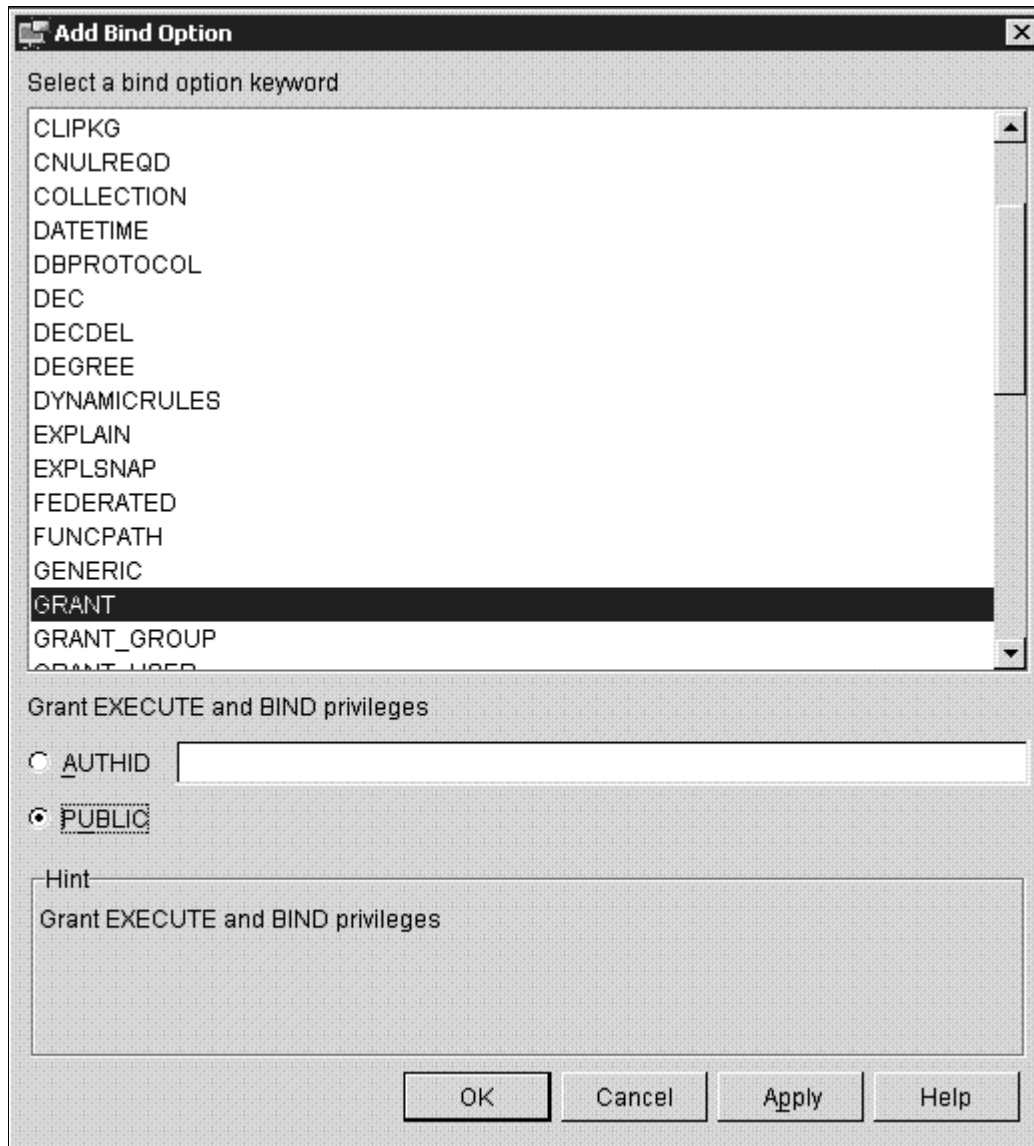 Add Bind Option
Select a bind option keyword
CLIPKG
CNULREQD
COLLECTION
DATETIME
DBPROTOCOL
DEC
DECDEL
DEGREE
DYNAMICRULES
EXPLAIN
EXPLSNAP
FEDERATED
FUNCPATH
GENERIC
GRANT
GRANT_GROUP
GRANT_USER
Grant EXECUTE and BIND privileges
AUTHID
PUBLIC
Hint
Grant EXECUTE and BIND privileges
OK Cancel Apply Help